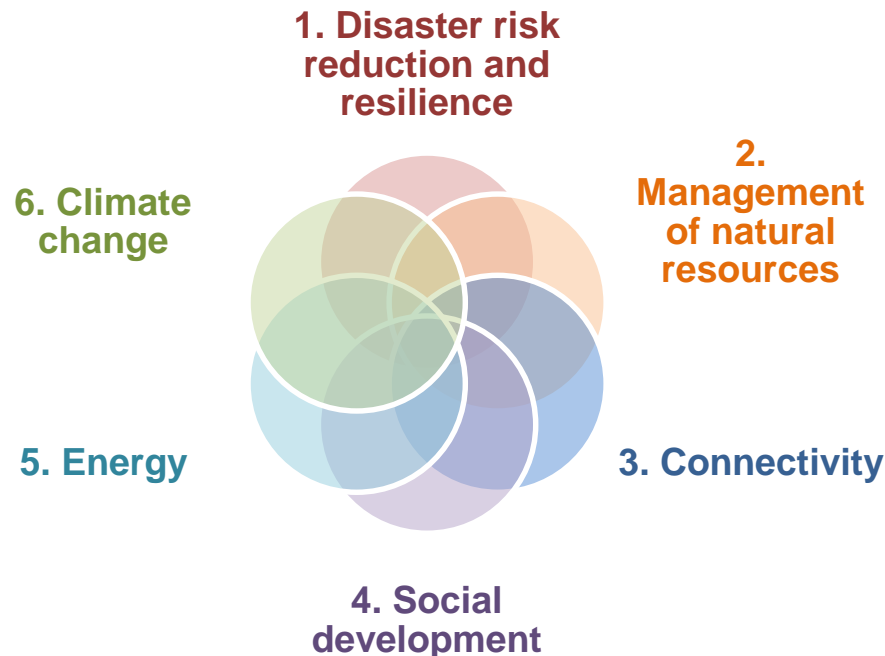 1. Disaster risk
reduction and
resilience
2.
Management
of natural
resources
3. Connectivity
4. Social
development
5. Energy
6. Climate
change